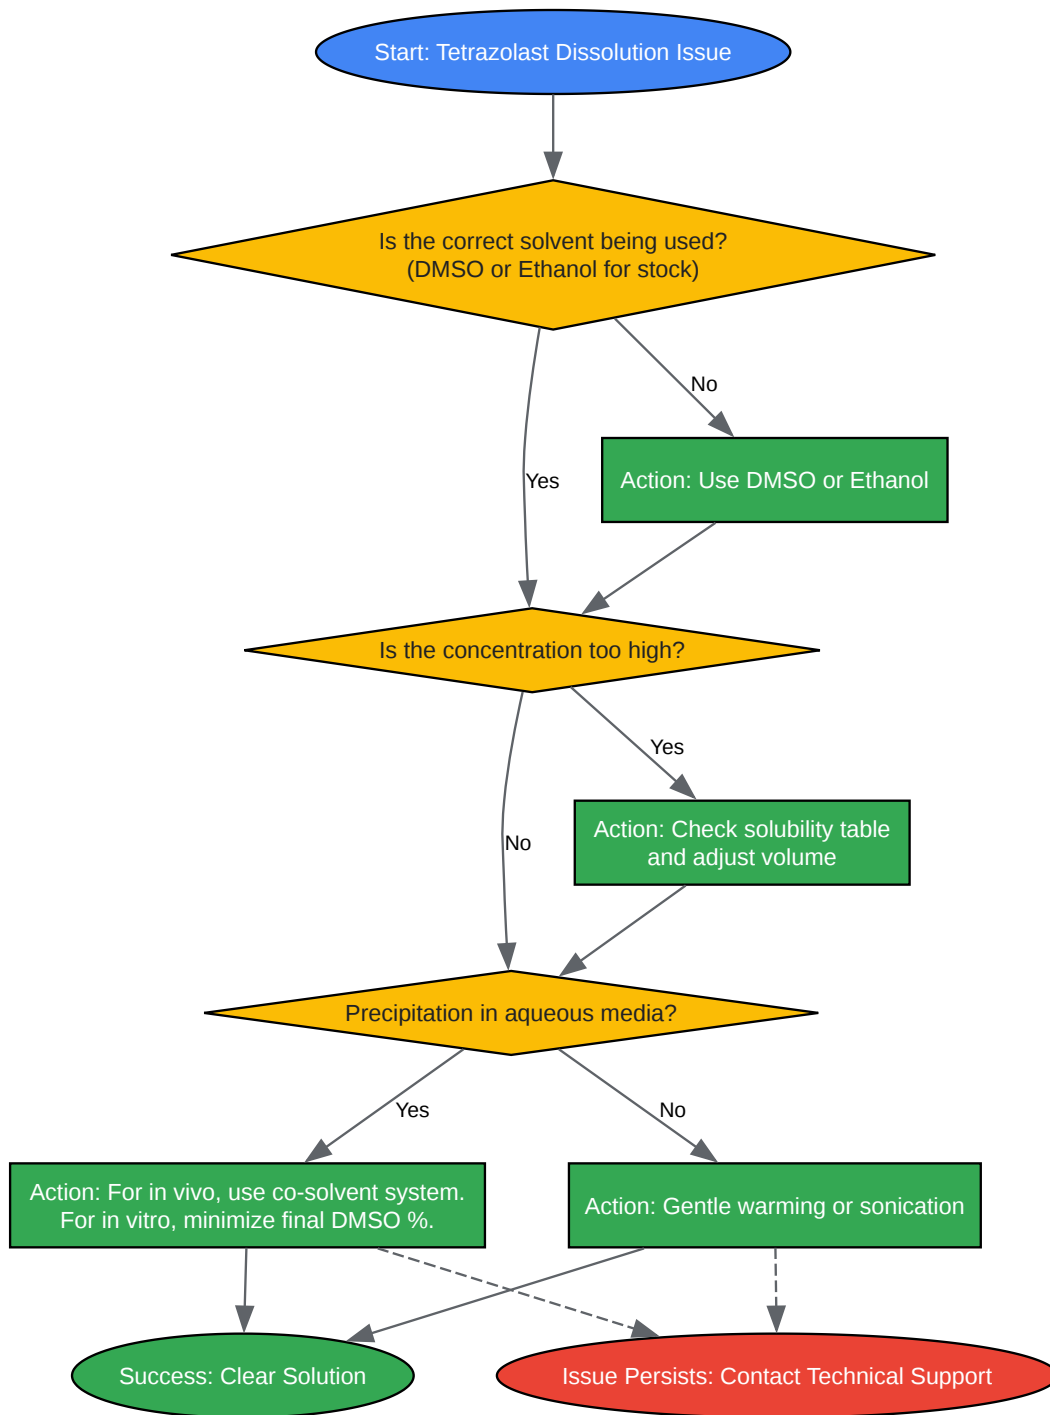 Start: Tetrazolast Dissolution Issue
Is the correct solvent being used?
(DMSO or Ethanol for stock)
No
Yes
Action: Use DMSO or Ethanol
Is the concentration too high?
Yes
No
Action: Check solubility table
and adjust volume
Precipitation in aqueous media?
Yes
No
Action: For in vivo, use co-solvent system.
For in vitro, minimize final DMSO %.
Action: Gentle warming or sonication
Success: Clear Solution
Issue Persists: Contact Technical Support